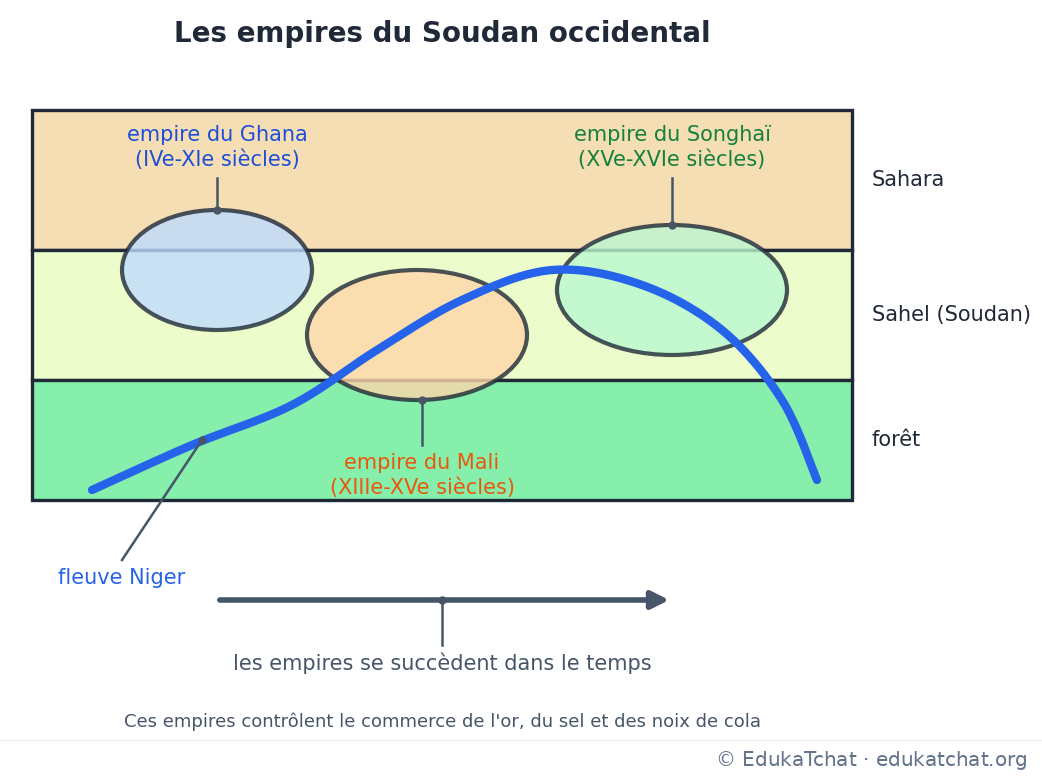 Les empires du Soudan occidental
empire du Ghana
(IVe-XIe siècles)
empire du Songhaï
(XVe-XVIe siècles)
Sahara
Sahel (Soudan)
forêt
empire du Mali
(XIIIe-XVe siècles)
fleuve Niger
les empires se succèdent dans le temps
Ces empires contrôlent le commerce de l'or, du sel et des noix de cola
© EdukaTchat · edukatchat.org